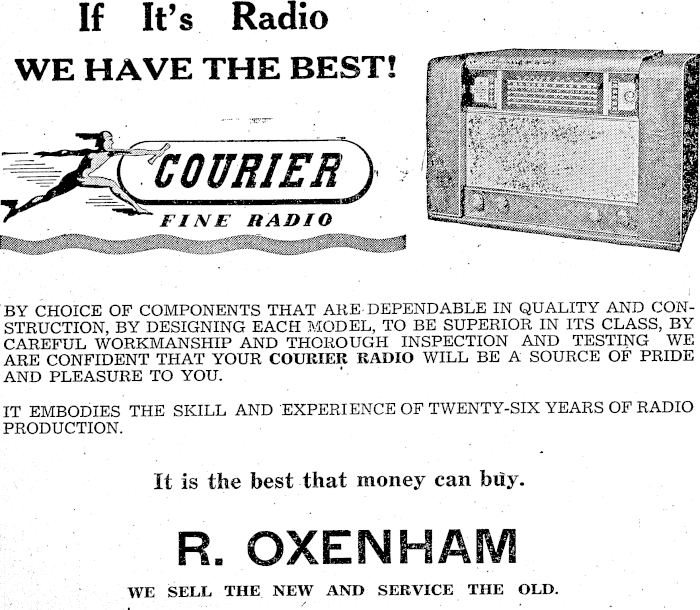 If It's Radio
WE HAVE THE BEST!
COURIER
FINE RADIO
BY CHOICE OF COMPONENTS THAT ARE DEPENDABLE IN QUALITY AND CON-
STRUCTION, BY DESIGNING EACH MODEL, TO BE SUPERIOR IN ITS CLASS, BY
CAREFUL WORKMANSHIP AND THOROUGH INSPECTION AND TESTING WE
ARE CONFIDENT THAT YOUR COURIER RADIO WILL BE A SOURCE OF PRIDE
AND PLEASURE TO YOU.
IT EMBODIES THE SKILL AND EXPERIENCE OF TWENTY-SIX YEARS OF RADIO
PRODUCTION.
It is the best that money can buy.
R. OXENHAM
WE SELL THE NEW AND SERVICE THE OLD.